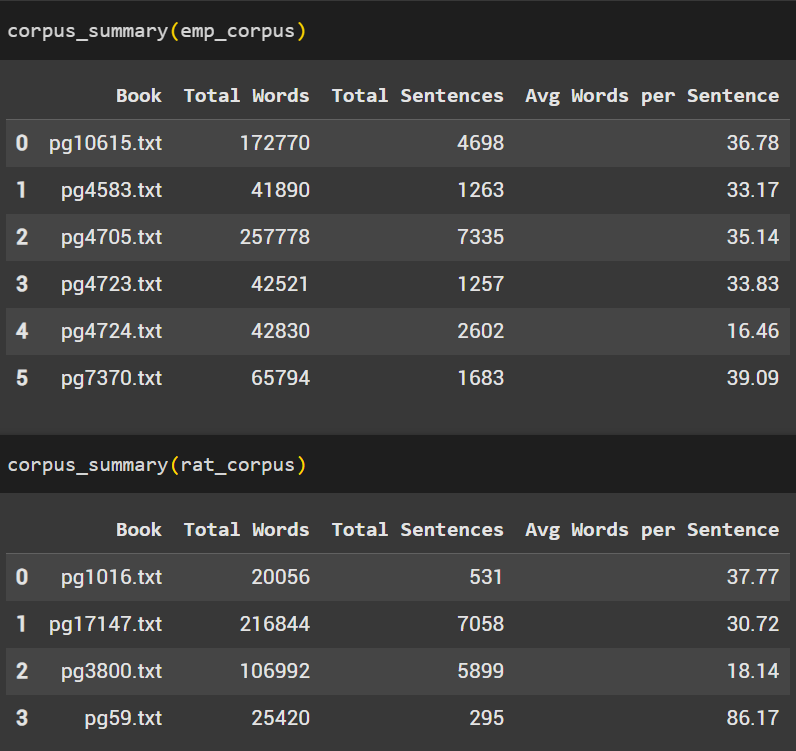 corpus_summary(emp_corpus)
Book Total Words Total Sentences Avg Words per Sentence
0 pg10615.txt 172770 4698 36.78
1 pg4583.txt 41890 1263 33.17
2 pg4705.txt 257778 7335 35.14
3 pg4723.txt 42521 1257 33.83
4 pg4724.txt 42830 2602 16.46
5 pg7370.txt 65794 1683 39.09
corpus_summary(rat_corpus)
Book Total Words Total Sentences Avg Words per Sentence
0 pg1016.txt 20056 531 37.77
1 pg17147.txt 216844 7058 30.72
2 pg3800.txt 106992 5899 18.14
3 pg59.txt 25420 295 86.17